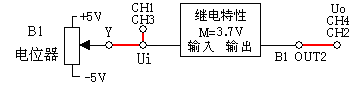 B1
电位器
+5V
-5V
Y
CH1
CH3
Ui
继电特性
M=3.7V
输入 输出
B1 OUT2
Uo
CH4
CH2